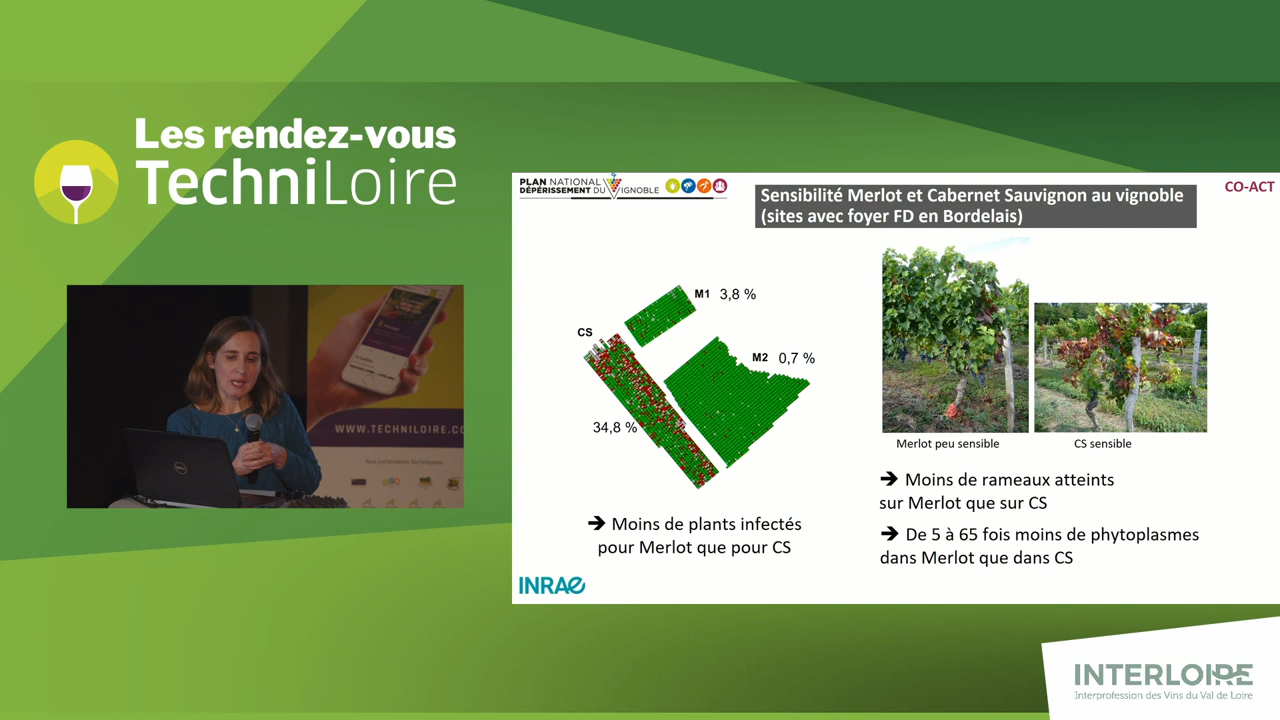 Les rendez-vous
TechniLoire
PLAN NATIONAL
DÉPÉRISSEMENT DU VIGNOBLE
Sensibilité Merlot et Cabernet Sauvignon au vignoble
(sites avec foyer FD en Bordelais)
CO-ACT
M1 3,8 %
CS
M2 0,7 %
34,8 %
Merlot peu sensible
CS sensible
➔ Moins de plants infectés
pour Merlot que pour CS
➔ Moins de rameaux atteints
sur Merlot que sur CS
➔ De 5 à 65 fois moins de phytoplasmes
dans Merlot que dans CS
INRAE
WWW.TECHNILOIRE.CO
Nos partenaires techniques :
DELL
INTERLOIRE
Interprofession des Vins du Val de Loire